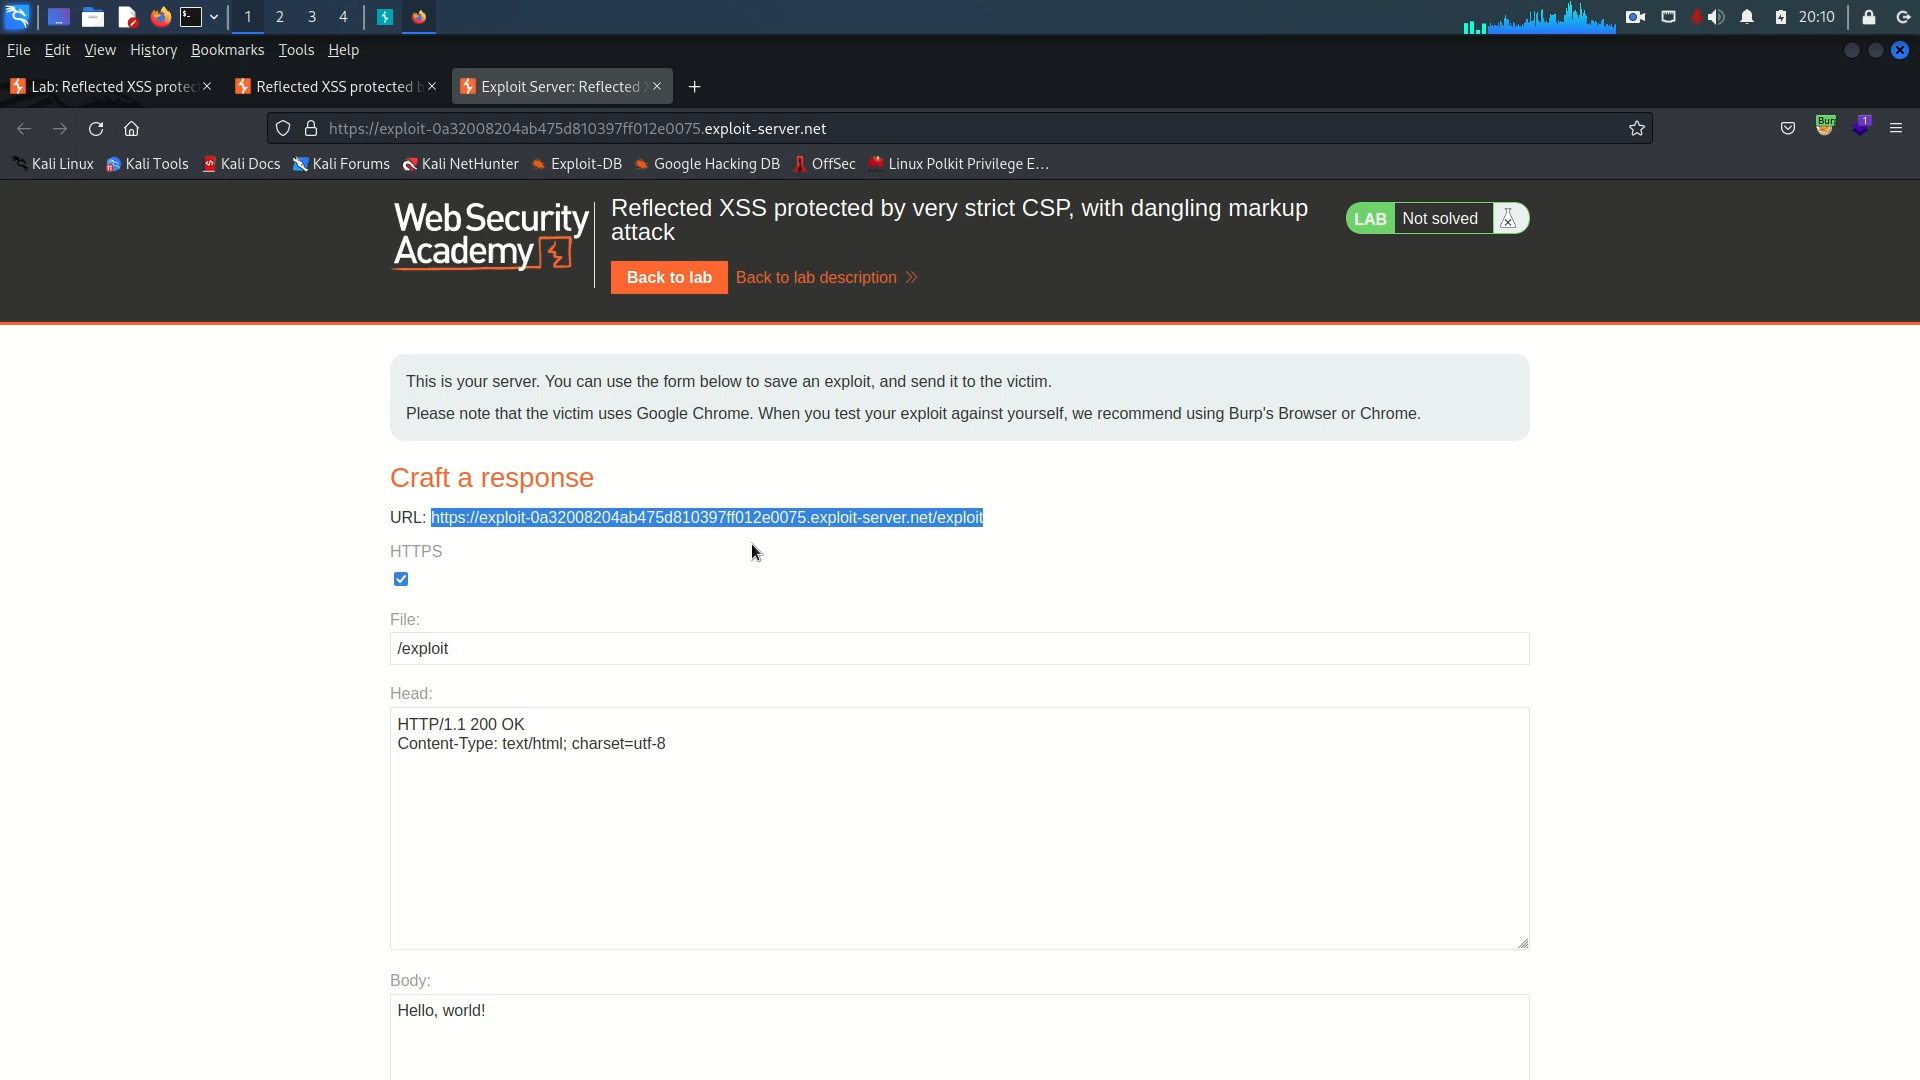 1 2 3 4 20:10
File Edit View History Bookmarks Tools Help
Lab: Reflected XSS protec
Reflected XSS protected b
Exploit Server: Reflected
https://exploit-0a32008204ab475d810397ff012e0075.exploit-server.net
Burp
1
Kali Linux Kali Tools Kali Docs Kali Forums Kali NetHunter Exploit-DB Google Hacking DB OffSec Linux Polkit Privilege E...
WebSecurity
Academy
Reflected XSS protected by very strict CSP, with dangling markup
attack
LAB Not solved
Back to lab Back to lab description
This is your server. You can use the form below to save an exploit, and send it to the victim.
Please note that the victim uses Google Chrome. When you test your exploit against yourself, we recommend using Burp's Browser or Chrome.
Craft a response
URL: https://exploit-0a32008204ab475d810397ff012e0075.exploit-server.net/exploit
HTTPS
File:
/exploit
Head:
HTTP/1.1 200 OK
Content-Type: text/html; charset=utf-8
Body:
Hello, world!